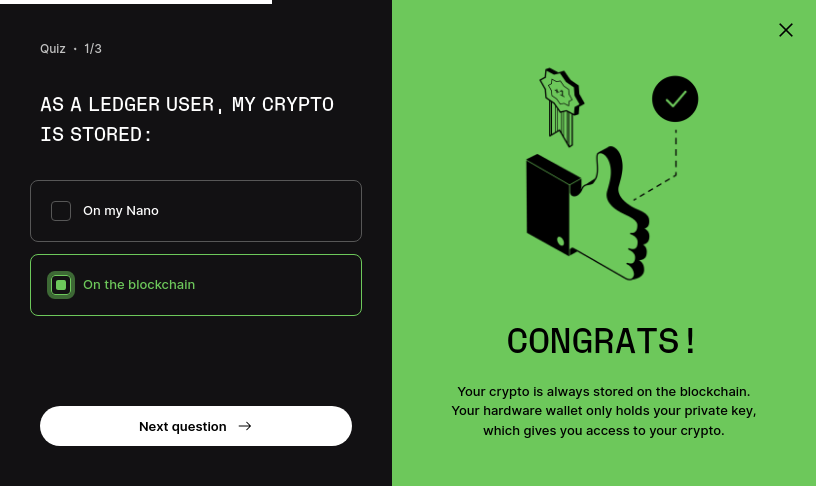 Quiz • 1/3
AS A LEDGER USER, MY CRYPTO
IS STORED:
On my Nano
On the blockchain
Next question →
CONGRATS!
Your crypto is always stored on the blockchain.
Your hardware wallet only holds your private key,
which gives you access to your crypto.